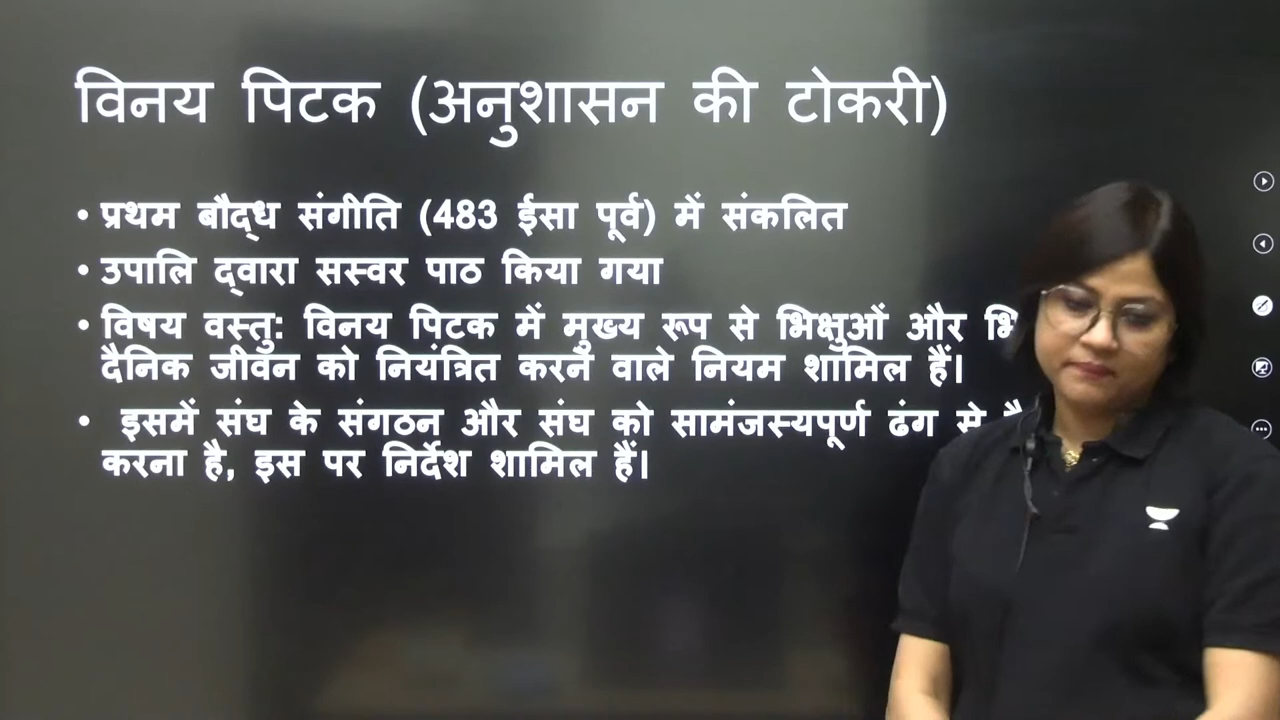 विनय पिटक (अनुशासन की टोकरी)
• प्रथम बौद्ध संगीति (483 ईसा पूर्व) में संकलित
• उपालि द्वारा सस्वर पाठ किया गया
• विषय वस्तु: विनय पिटक में मुख्य रूप से भिक्षुओं और
दैनिक जीवन को नियंत्रित करने वाले नियम शामिल हैं।
• इसमें संघ के संगठन और संघ को सामंजस्यपूर्ण ढंग से
करना है, इस पर निर्देश शामिल हैं।